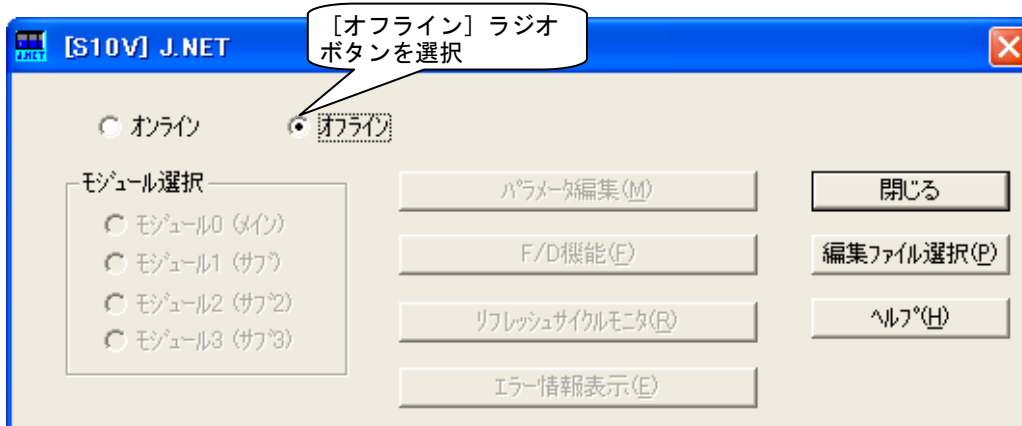 ［オフライン］ラジオ
ボタンを選択
J.NET
[S10V] J.NET
オンライン
オフライン
モジュール選択
モジュール0 (メイン)
モジュール1 (サブ)
モジュール2 (サブ2)
モジュール3 (サブ3)
パラメータ編集(M)
F/D機能(F)
リフレッシュサイクルモニタ(R)
エラー情報表示(E)
閉じる
編集ファイル選択(P)
ヘルプ(H)